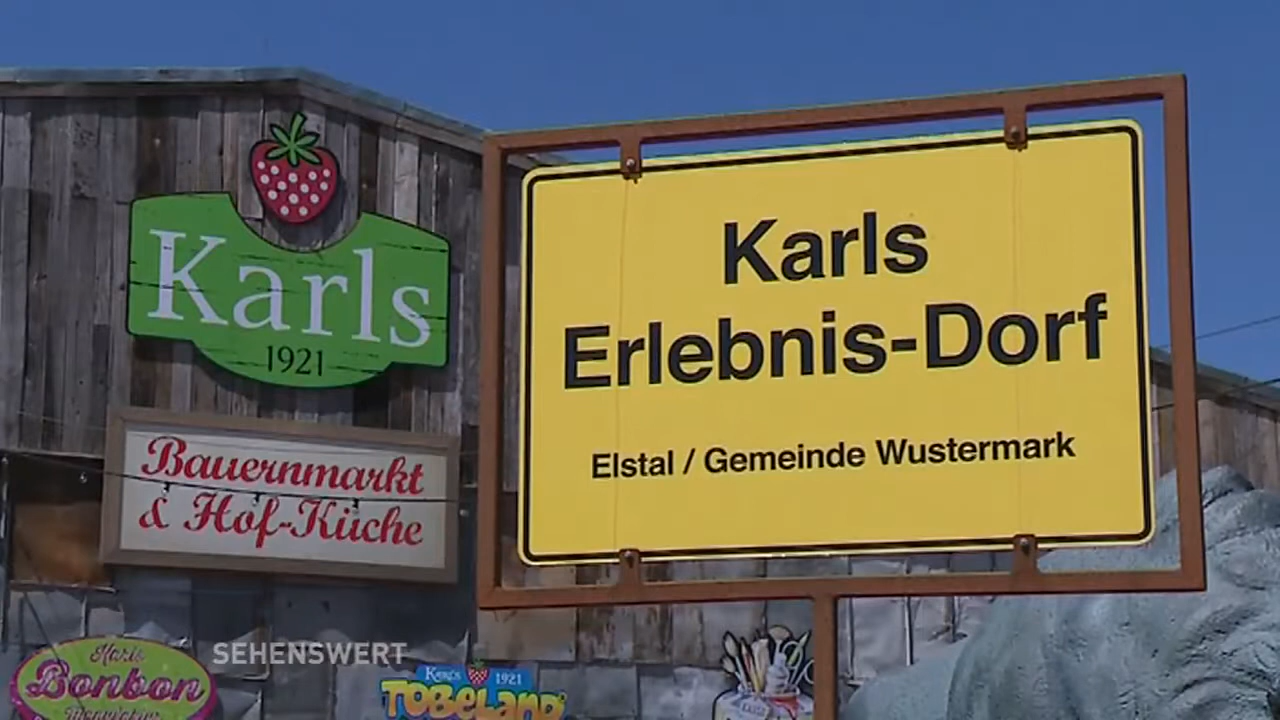 Karls
1921
Bauernmarkt
& Hof-Küche
Karls
Erlebnis-Dorf
Elstal / Gemeinde Wustermark
SEHENSWERT
Karls
Bonbon
KARLS 1921
TOBELAND